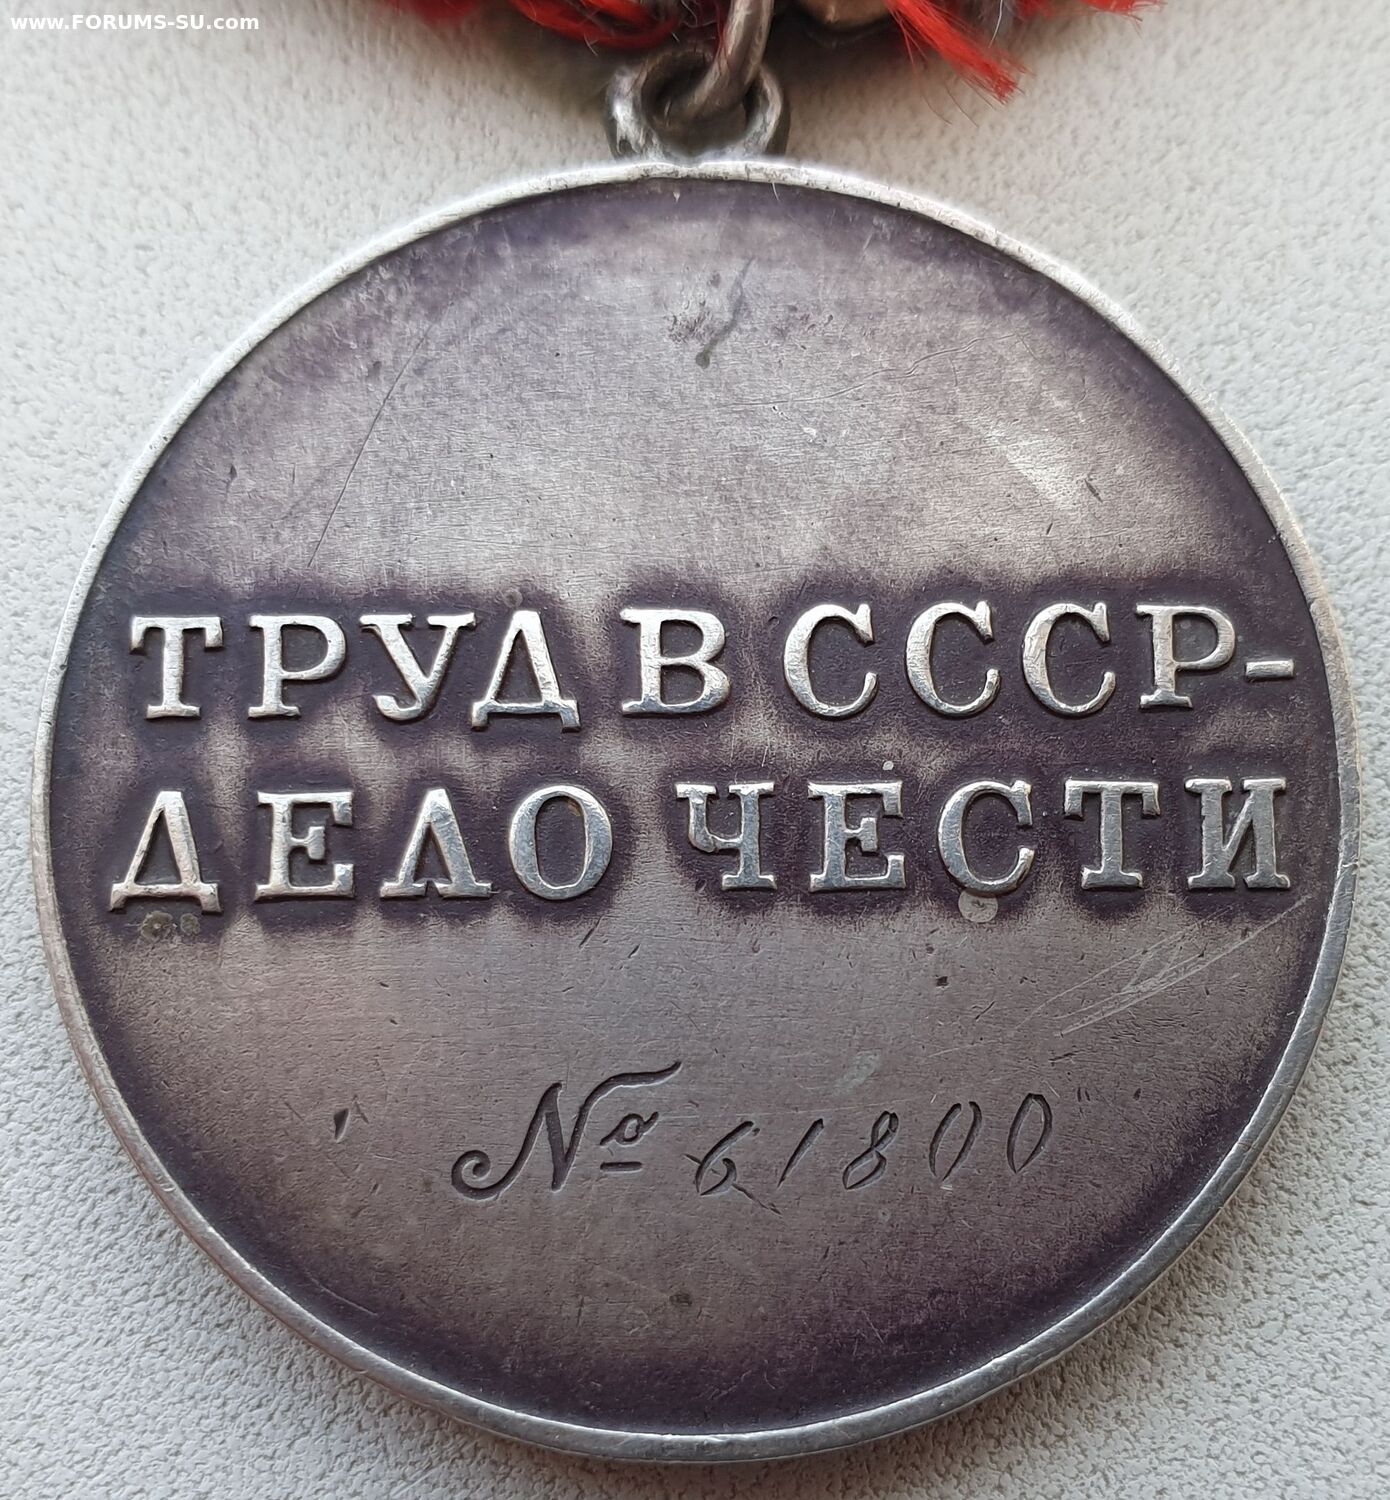 www.FORUMS-SU.com
ТРУД В СССР-
ДЕЛО ЧЕСТИ
№ 61800